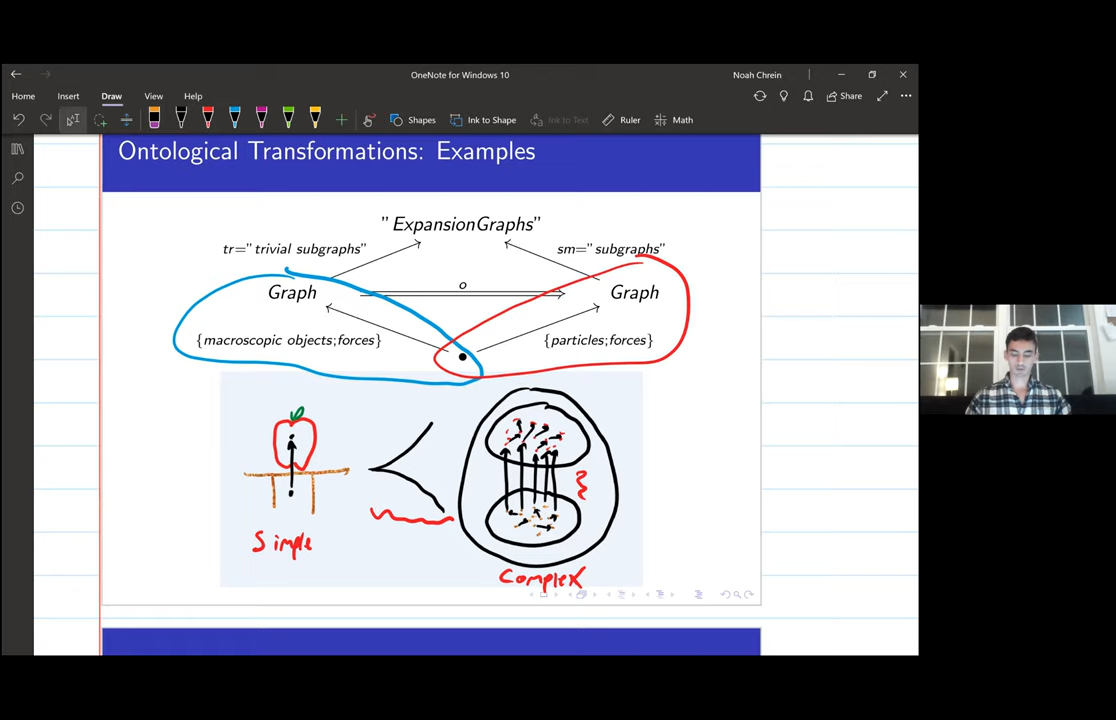 OneNote for Windows 10
Noah Chrein
Home Insert Draw View Help
Share
Shapes Ink to Shape Ink to Text Ruler Math
Ontological Transformations: Examples
"ExpansionGraphs"
tr="trivial subgraphs" sm="subgraphs"
Graph o Graph
{macroscopic objects;forces} {particles;forces}
Simple
Complex